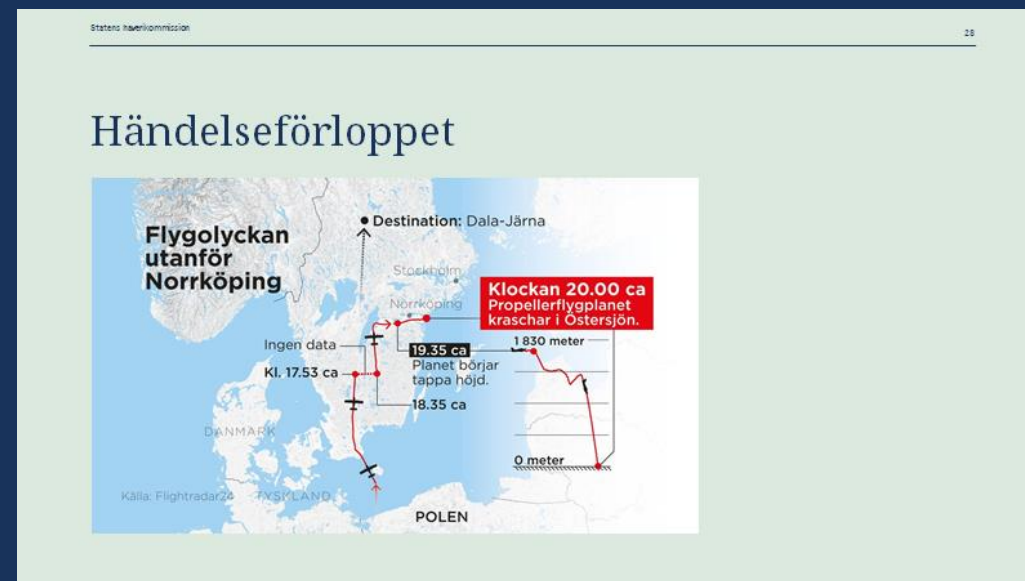 Statens haverikommission
28
Händelseförloppet
Flygolyckan
utanför
Norrköping
Destination: Dala-Järna
Stockholm
Norrköping
Klockan 20.00 ca
Propellerflygplanet
kraschar i Östersjön.
Ingen data
19.35 ca
Planet börjar
tappa höjd.
1 830 meter
Kl. 17.53 ca
18.35 ca
DANMARK
0 meter
Källa: Flightradar24
TYSKLAND
POLEN